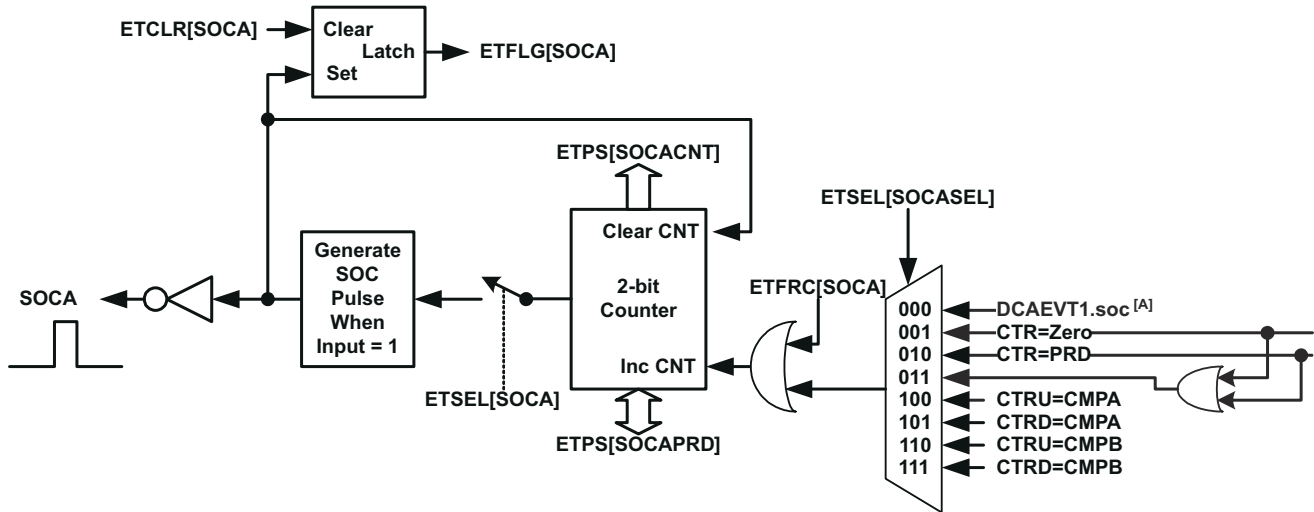 ETCLR[SOCA]
Clear
Latch
Set
ETFLG[SOCA]
ETPS[SOCACNT]
ETSEL[SOCASEL]
Clear CNT
2-bit
Counter
Inc CNT
Generate
SOC
Pulse
When
Input = 1
SOCA
ETSEL[SOCA]
ETPS[SOCAPRD]
ETFRC[SOCA]
000 DCAEVT1.soc [A]
001 CTR=Zero
010 CTR=PRD
011
100 CTRU=CMPA
101 CTRD=CMPA
110 CTRU=CMPB
111 CTRD=CMPB